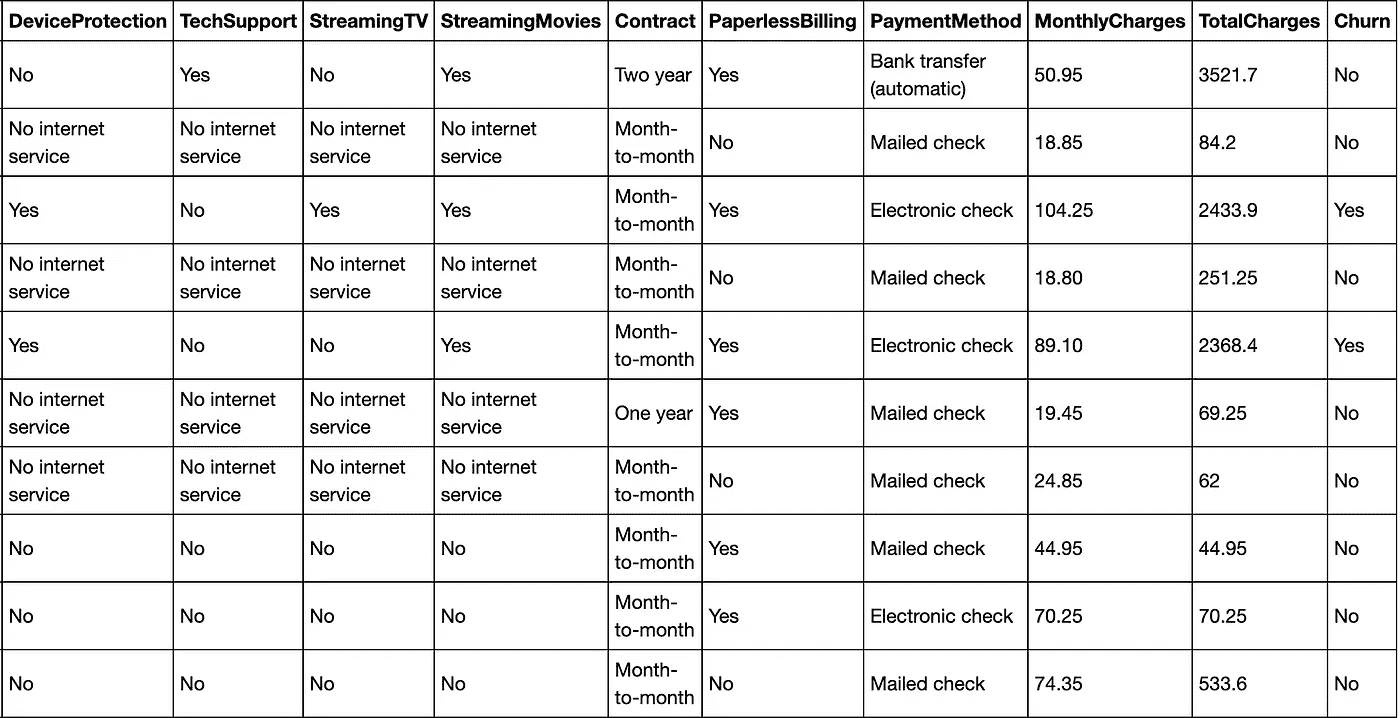 DeviceProtection TechSupport StreamingTV StreamingMovies Contract PaperlessBilling PaymentMethod MonthlyCharges TotalCharges Churn
No Yes No Yes Two year Yes Bank transfer (automatic) 50.95 3521.7 No
No internet service No internet service No internet service No internet service Month-to-month No Mailed check 18.85 84.2 No
Yes No Yes Yes Month-to-month Yes Electronic check 104.25 2433.9 Yes
No internet service No internet service No internet service No internet service Month-to-month No Mailed check 18.80 251.25 No
Yes No No Yes Month-to-month Yes Electronic check 89.10 2368.4 Yes
No internet service No internet service No internet service No internet service One year Yes Mailed check 19.45 69.25 No
No internet service No internet service No internet service No internet service Month-to-month No Mailed check 24.85 62 No
No No No No Month-to-month Yes Mailed check 44.95 44.95 No
No No No No Month-to-month Yes Electronic check 70.25 70.25 No
No No No No Month-to-month No Mailed check 74.35 533.6 No